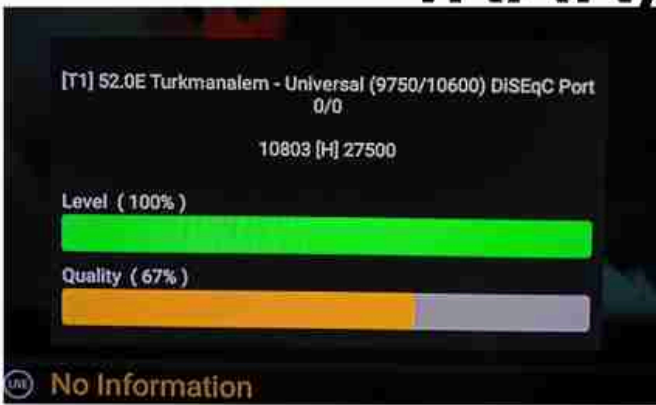 [T1] 52.0E Turkmanalem - Universal (9750/10600) DiSEqC Port
0/0
10803 [H] 27500
Level ( 100% )
Quality ( 67% )
LIVE No Information